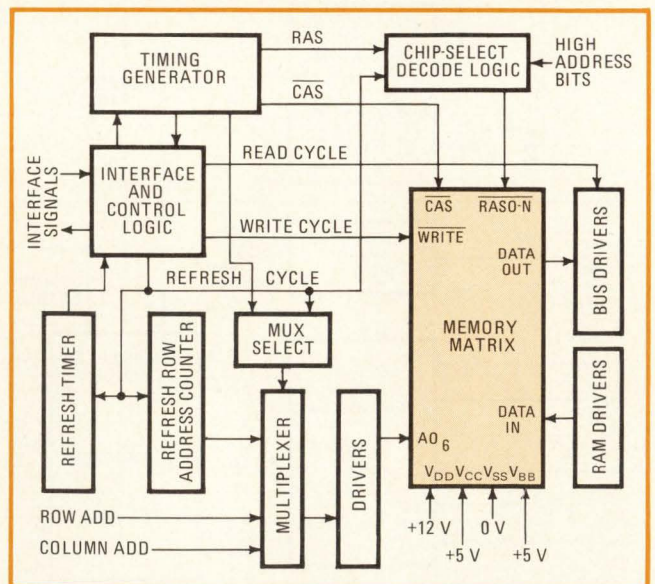 TIMING
GENERATOR
RAS
CAS
CHIP-SELECT
DECODE LOGIC
HIGH
ADDRESS
BITS
INTERFACE
SIGNALS
INTERFACE
AND
CONTROL
LOGIC
READ CYCLE
WRITE CYCLE
REFRESH CYCLE
CAS
RASO-N
WRITE
DATA
OUT
MEMORY
MATRIX
DATA
IN
AO6
VDD VCC VSS VBB
BUS DRIVERS
RAM DRIVERS
MUX
SELECT
REFRESH TIMER
REFRESH ROW
ADDRESS COUNTER
MULTIPLEXER
DRIVERS
ROW ADD
COLUMN ADD
+12 V
+5 V
0 V
+5 V